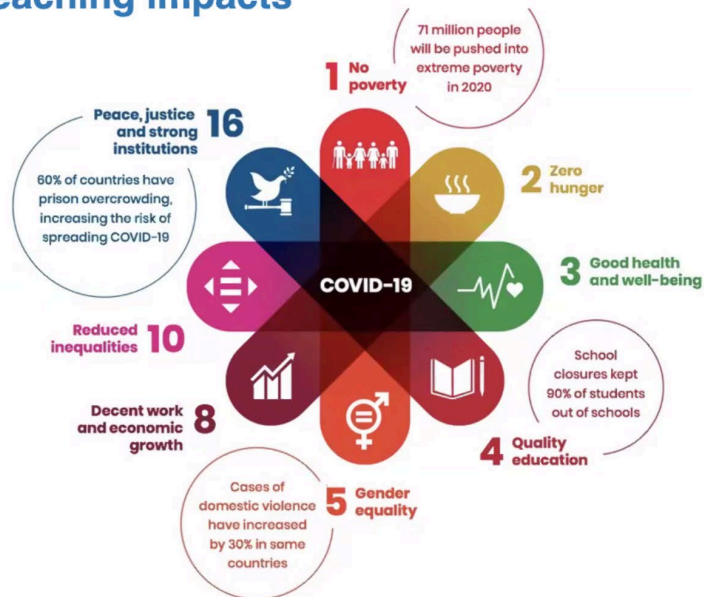 eaching impacts
71 million people
will be pushed into
extreme poverty
in 2020
1 No
poverty
Peace, justice
and strong
institutions
16
60% of countries have
prison overcrowding,
increasing the risk of
spreading COVID-19
2 Zero
hunger
COVID-19
3 Good health
and well-being
Reduced
inequalities
10
School
closures kept
90% of students
out of schools
Decent work
and economic
growth
8
4 Quality
education
Cases of
domestic violence
have increased
by 30% in same
countries
5 Gender
equality